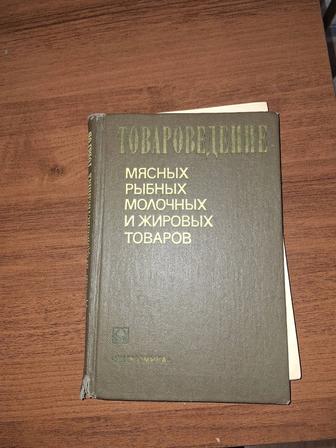 ТОВАРОВЕДЕНИЕ
МЯСНЫХ
РЫБНЫХ
МОЛОЧНЫХ
И ЖИРОВЫХ
ТОВАРОВ